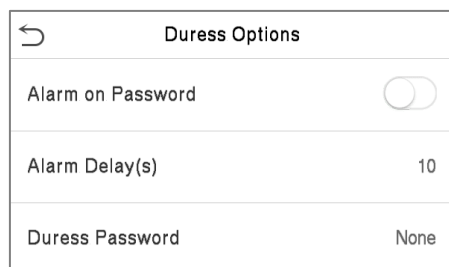 Duress Options
Alarm on Password
Alarm Delay(s) 10
Duress Password None